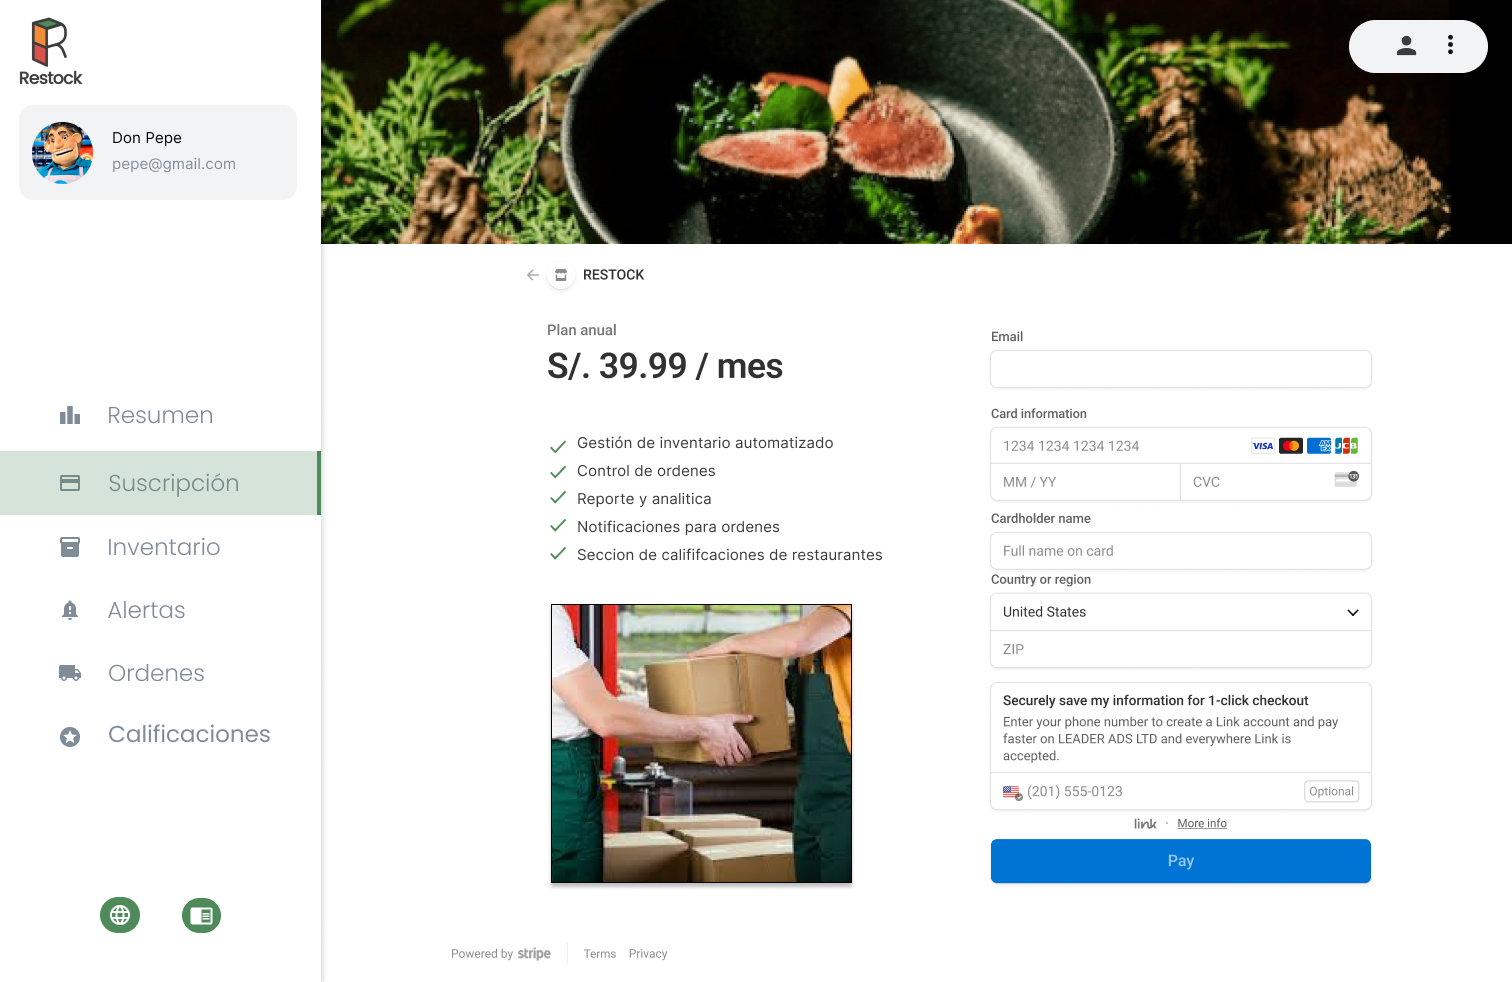 Restock
Don Pepe
pepe@gmail.com
Resumen
Suscripción
Inventario
Alertas
Ordenes
Calificaciones
RESTOCK
Plan anual
S/. 39.99 / mes
Gestión de inventario automatizado
Control de ordenes
Reporte y analitica
Notificaciones para ordenes
Seccion de calififcaciones de restaurantes
Email
Card information
1234 1234 1234 1234
VISA
AMEX
JCB
MM / YY
CVC
135
Cardholder name
Full name on card
Country or region
United States
ZIP
Securely save my information for 1-click checkout
Enter your phone number to create a Link account and pay
faster on LEADER ADS LTD and everywhere Link is
accepted.
(201) 555-0123
Optional
link · More info
Pay
Powered by stripe
Terms Privacy